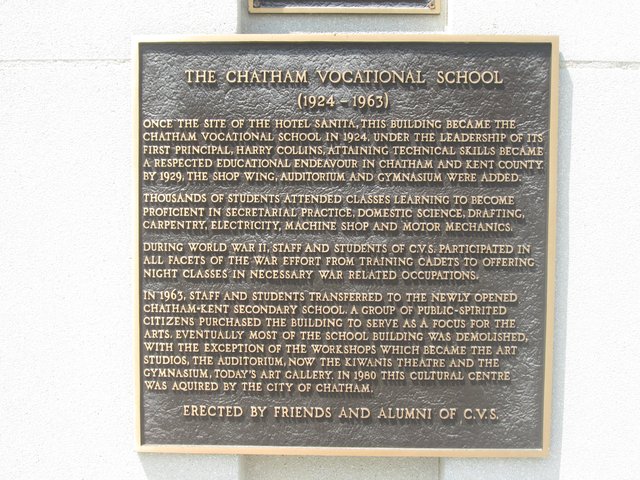 THE CHATHAM VOCATIONAL SCHOOL
(1924 - 1963)
ONCE THE SITE OF THE HOTEL SANITA, THIS BUILDING BECAME THE
CHATHAM VOCATIONAL SCHOOL IN 1924. UNDER THE LEADERSHIP OF ITS
FIRST PRINCIPAL, HARRY COLLINS, ATTAINING TECHNICAL SKILLS BECAME
A RESPECTED EDUCATIONAL ENDEAVOUR IN CHATHAM AND KENT COUNTY.
BY 1929, THE SHOP WING, AUDITORIUM AND GYMNASIUM WERE ADDED.
THOUSANDS OF STUDENTS ATTENDED CLASSES LEARNING TO BECOME
PROFICIENT IN SECRETARIAL PRACTICE, DOMESTIC SCIENCE, DRAFTING,
CARPENTRY, ELECTRICITY, MACHINE SHOP AND MOTOR MECHANICS.
DURING WORLD WAR II, STAFF AND STUDENTS OF C.V.S. PARTICIPATED IN
ALL FACETS OF THE WAR EFFORT FROM TRAINING CADETS TO OFFERING
NIGHT CLASSES IN NECESSARY WAR RELATED OCCUPATIONS.
IN 1963, STAFF AND STUDENTS TRANSFERRED TO THE NEWLY OPENED
CHATHAM-KENT SECONDARY SCHOOL. A GROUP OF PUBLIC-SPIRITED
CITIZENS PURCHASED THE BUILDING TO SERVE AS A FOCUS FOR THE
ARTS. EVENTUALLY MOST OF THE SCHOOL BUILDING WAS DEMOLISHED,
WITH THE EXCEPTION OF THE WORKSHOPS WHICH BECAME THE ART
STUDIOS, THE AUDITORIUM, NOW THE KIWANIS THEATRE AND THE
GYMNASIUM, TODAY'S ART GALLERY. IN 1980 THIS CULTURAL CENTRE
WAS AQUIRED BY THE CITY OF CHATHAM.
ERECTED BY FRIENDS AND ALUMNI OF C.V.S.